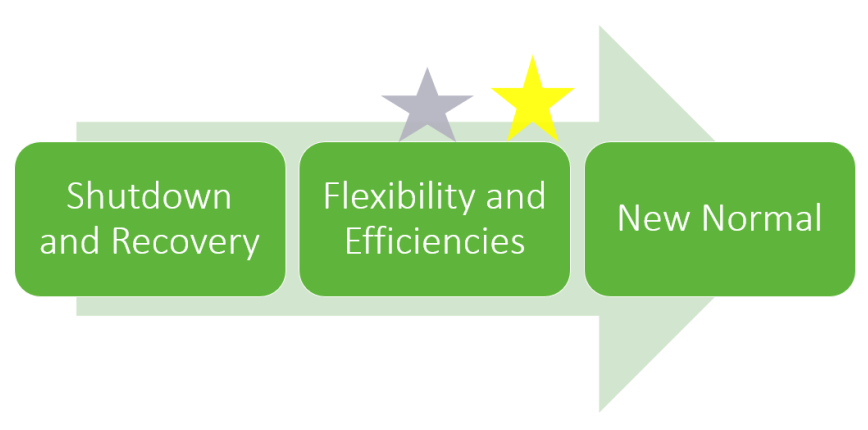 Shutdown
and Recovery
Flexibility and
Efficiencies
New Normal